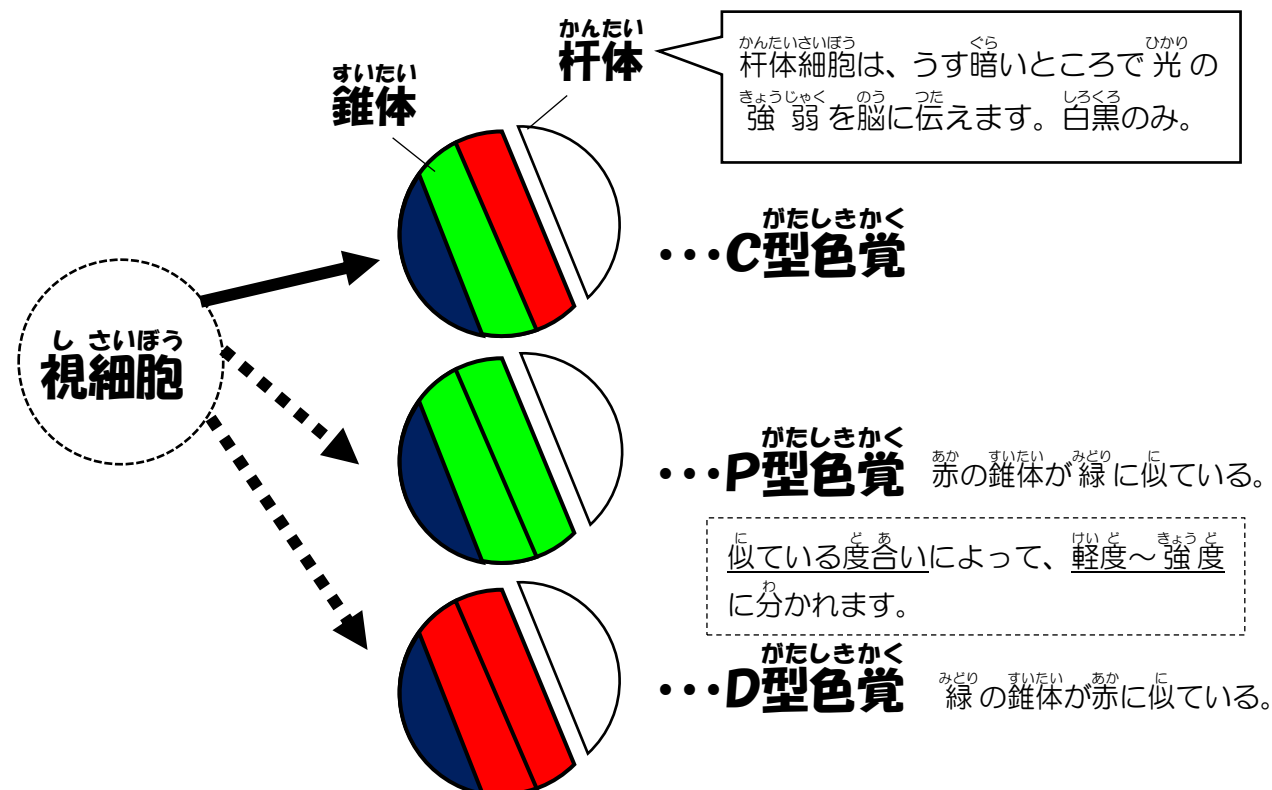 かんたい
杆体
すいたい
錐体
かんたいさいぼう ぐら ひかり
杆体細胞は、うす暗いところで光の
きょうじゃく のう つた しろくろ
強弱を脳に伝えます。白黒のみ。
がたしきかく
・・・C型色覚
し さいぼう
視細胞
がたしきかく
・・・P型色覚
あか すいたい みどり に
赤の錐体が緑に似ている。
に ど あ けい ど きょう ど
似ている度合いによって、軽度～強度
わ
に分かれます。
がたしきかく
・・・D型色覚
みどり すいたい あか に
緑の錐体が赤に似ている。